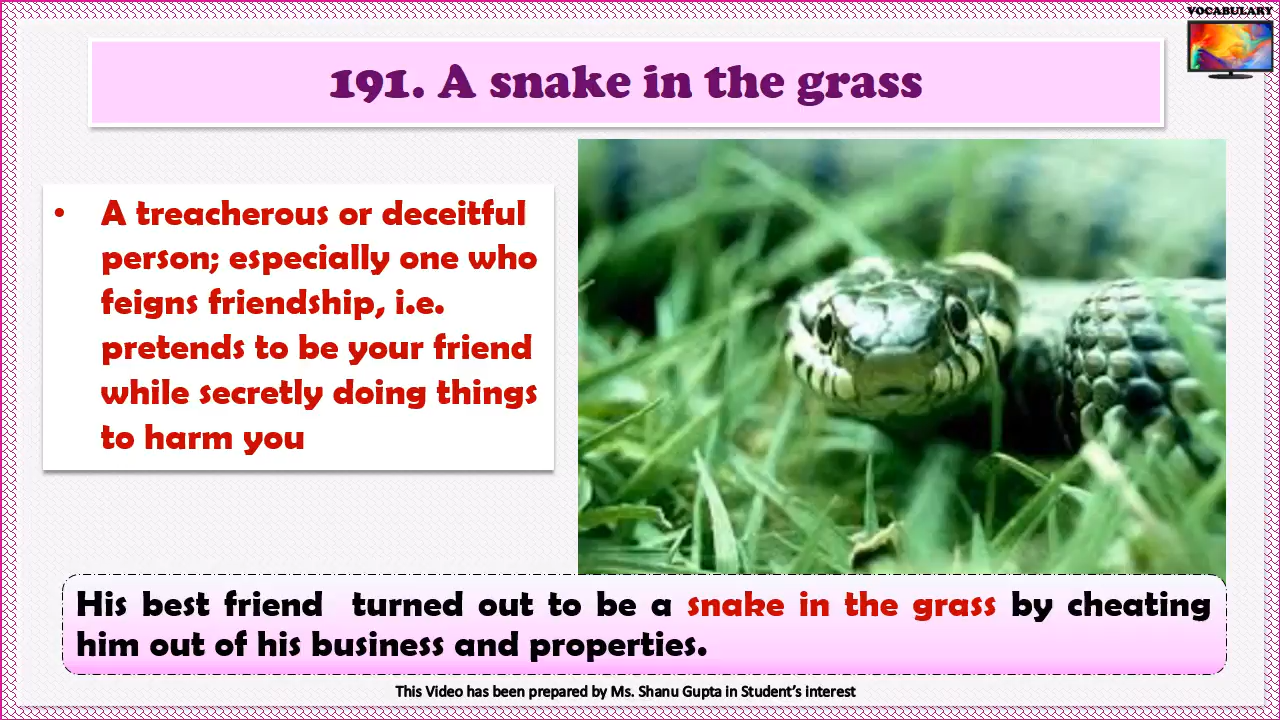 VOCABULARY
191. A snake in the grass
• A treacherous or deceitful
person; especially one who
feigns friendship, i.e.
pretends to be your friend
while secretly doing things
to harm you
His best friend turned out to be a snake in the grass by cheating
him out of his business and properties.
This Video has been prepared by Ms. Shanu Gupta in Student's interest